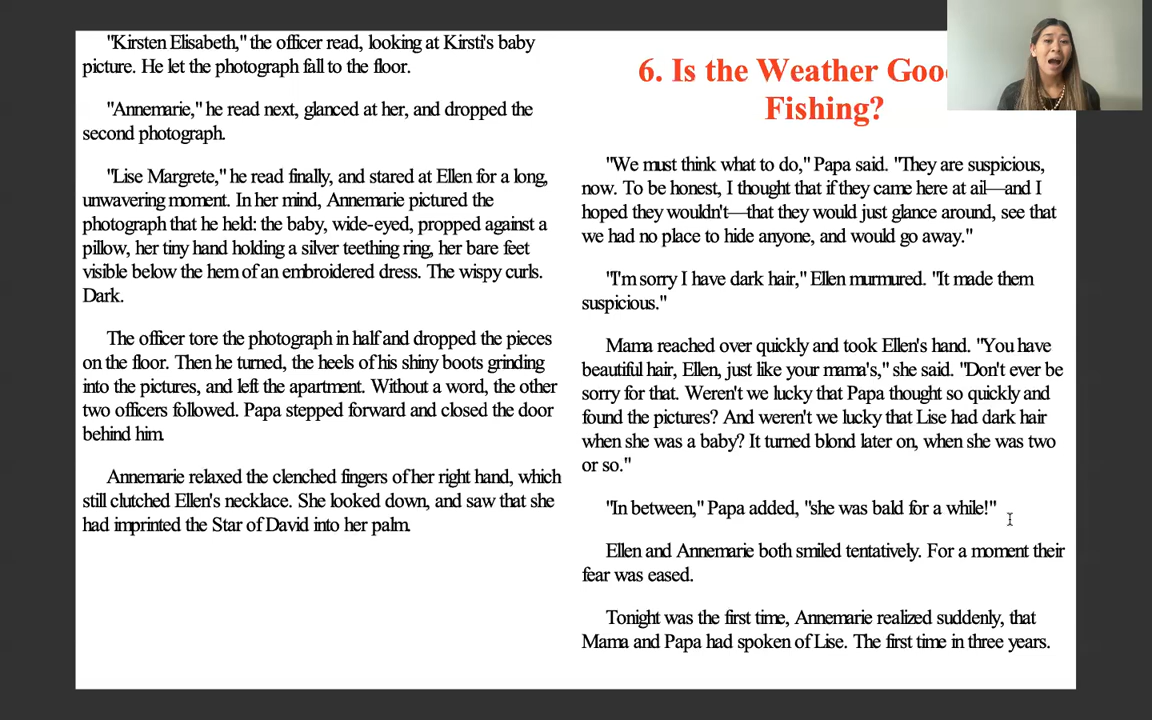 "Kirsten Elisabeth," the officer read, looking at Kirsti's baby
picture. He let the photograph fall to the floor.
"Annemarie," he read next, glanced at her, and dropped the
second photograph.
"Lise Margrete," he read finally, and stared at Ellen for a long,
unwavering moment. In her mind, Annemarie pictured the
photograph that he held: the baby, wide-eyed, propped against a
pillow, her tiny hand holding a silver teething ring, her bare feet
visible below the hem of an embroidered dress. The wispy curls.
Dark.
The officer tore the photograph in half and dropped the pieces
on the floor. Then he turned, the heels of his shiny boots grinding
into the pictures, and left the apartment. Without a word, the other
two officers followed. Papa stepped forward and closed the door
behind him.
Annemarie relaxed the clenched fingers of her right hand, which
still clutched Ellen's necklace. She looked down, and saw that she
had imprinted the Star of David into her palm.
6. Is the Weather Goo
Fishing?
"We must think what to do," Papa said. "They are suspicious,
now. To be honest, I thought that if they came here at ail—and I
hoped they wouldn't—that they would just glance around, see that
we had no place to hide anyone, and would go away."
"I'm sorry I have dark hair," Ellen murmured. "It made them
suspicious."
Mama reached over quickly and took Ellen's hand. "You have
beautiful hair, Ellen, just like your mama's," she said. "Don't ever be
sorry for that. Weren't we lucky that Papa thought so quickly and
found the pictures? And weren't we lucky that Lise had dark hair
when she was a baby? It turned blond later on, when she was two
or so."
"In between," Papa added, "she was bald for a while!"
Ellen and Annemarie both smiled tentatively. For a moment their
fear was eased.
Tonight was the first time, Annemarie realized suddenly, that
Mama and Papa had spoken of Lise. The first time in three years.